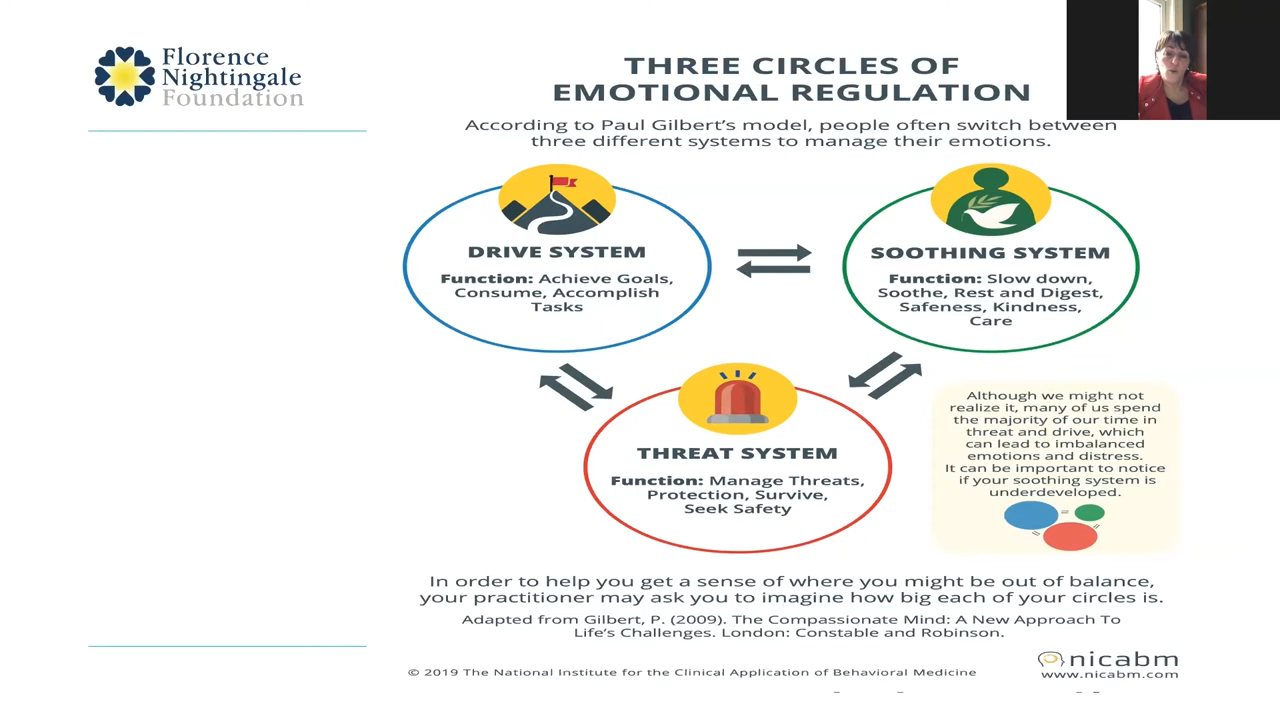 Florence
Nightingale
Foundation
THREE CIRCLES OF
EMOTIONAL REGULATION
According to Paul Gilbert's model, people often switch between
three different systems to manage their emotions.
DRIVE SYSTEM
Function: Achieve Goals,
Consume, Accomplish
Tasks
SOOTHING SYSTEM
Function: Slow down,
Soothe, Rest and Digest,
Safeness, Kindness,
Care
THREAT SYSTEM
Function: Manage Threats,
Protection, Survive,
Seek Safety
Although we might not
realize it, many of us spend
the majority of our time in
threat and drive, which
can lead to imbalanced
emotions and distress.
It can be important to notice
if your soothing system is
underdeveloped.
In order to help you get a sense of where you might be out of balance,
your practitioner may ask you to imagine how big each of your circles is.
Adapted from Gilbert, P. (2009). The Compassionate Mind: A New Approach To
Life's Challenges. London: Constable and Robinson.
© 2019 The National Institute for the Clinical Application of Behavioral Medicine
nicabm
www.nicabm.com